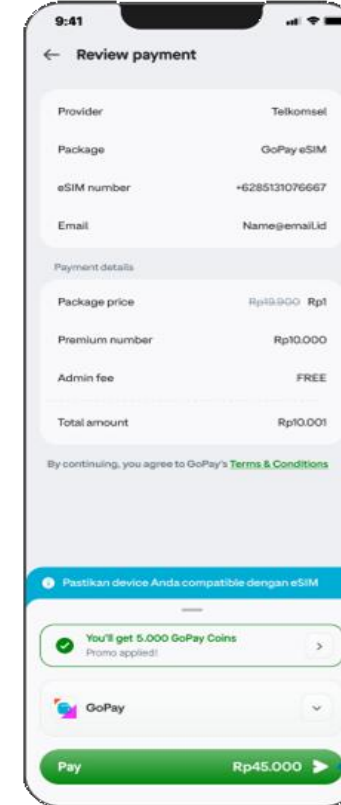 9:41
Review payment
Provider Telkomsel
Package GoPay eSIM
eSIM number +6285131076667
Email Name@email.id
Payment details
Package price Rp19.900 Rp1
Premium number Rp10.000
Admin fee FREE
Total amount Rp10.001
By continuing, you agree to GoPay's Terms & Conditions
Pastikan device Anda compatible dengan eSIM
You'll get 5.000 GoPay Coins
Promo applied!
GoPay
Pay Rp45.000